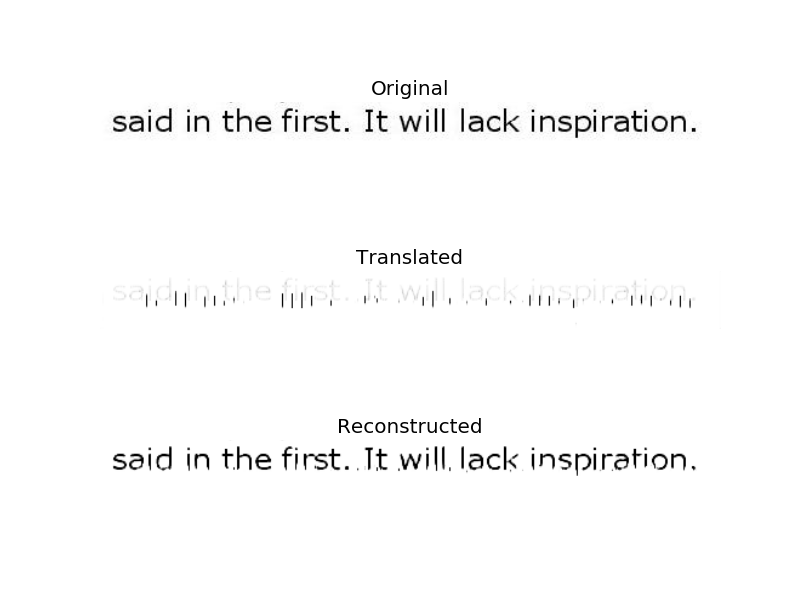 Original
said in the first. It will lack inspiration.
Translated
said in the first. It will lack inspiration.
Reconstructed
said in the first. It will lack inspiration.